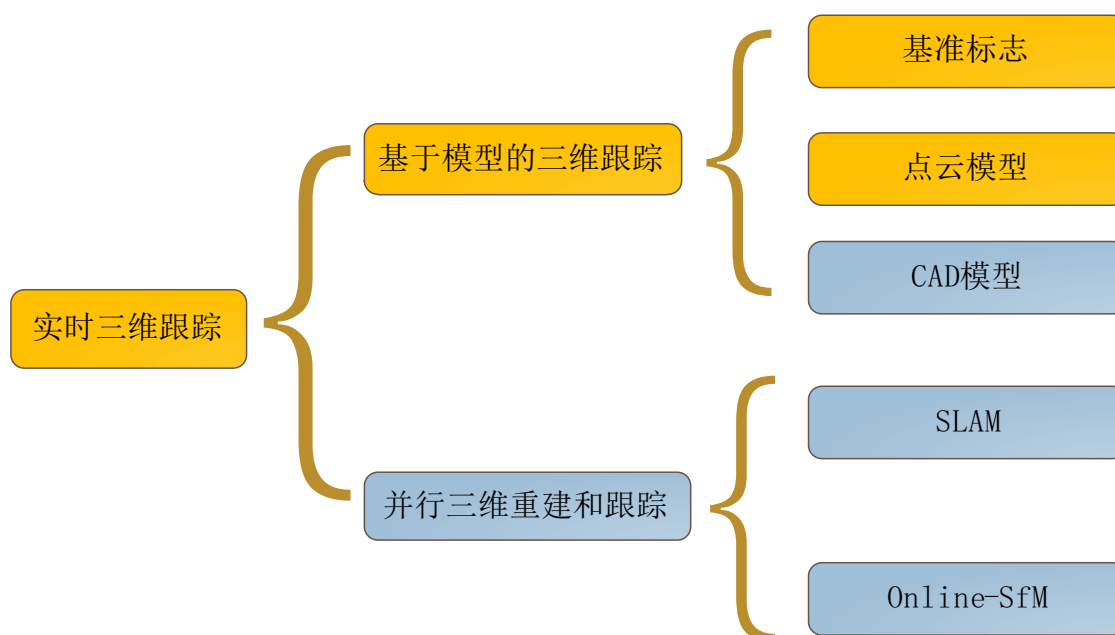 实时三维跟踪
基于模型的三维跟踪
基准标志
点云模型
CAD模型
并行三维重建和跟踪
SLAM
Online-SfM